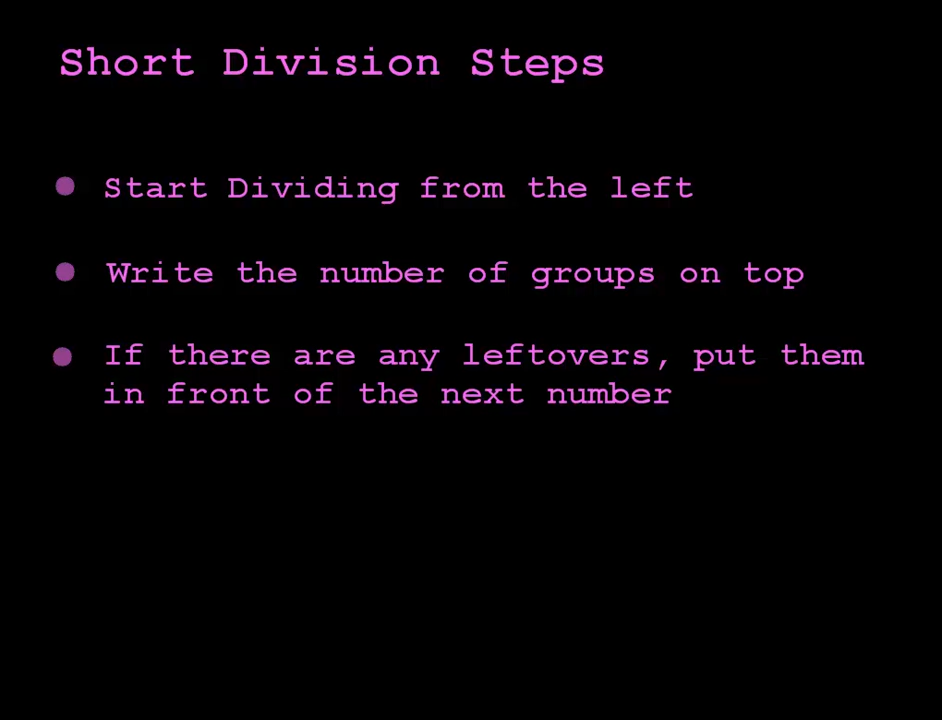 Short Division Steps
Start Dividing from the left
Write the number of groups on top
If there are any leftovers, put them
in front of the next number